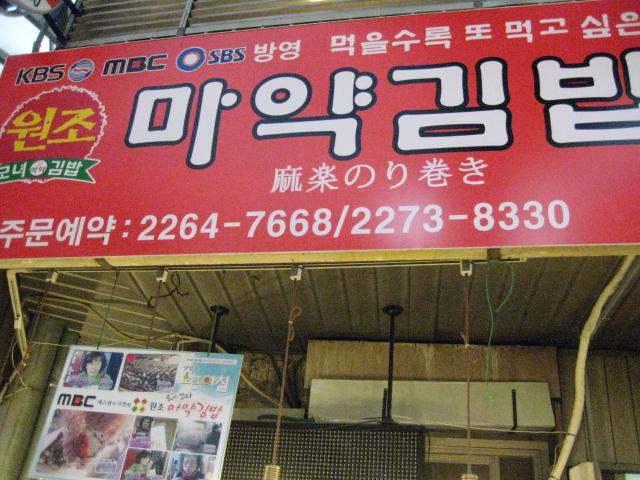 KBS MBC SBS 방영 먹을수록 또 먹고 싶은
원조
모녀 마약 김밥
마약김밥
麻楽のり巻き
주문예약 : 2264-7668/2273-8330
MBC
원조 마약김밥